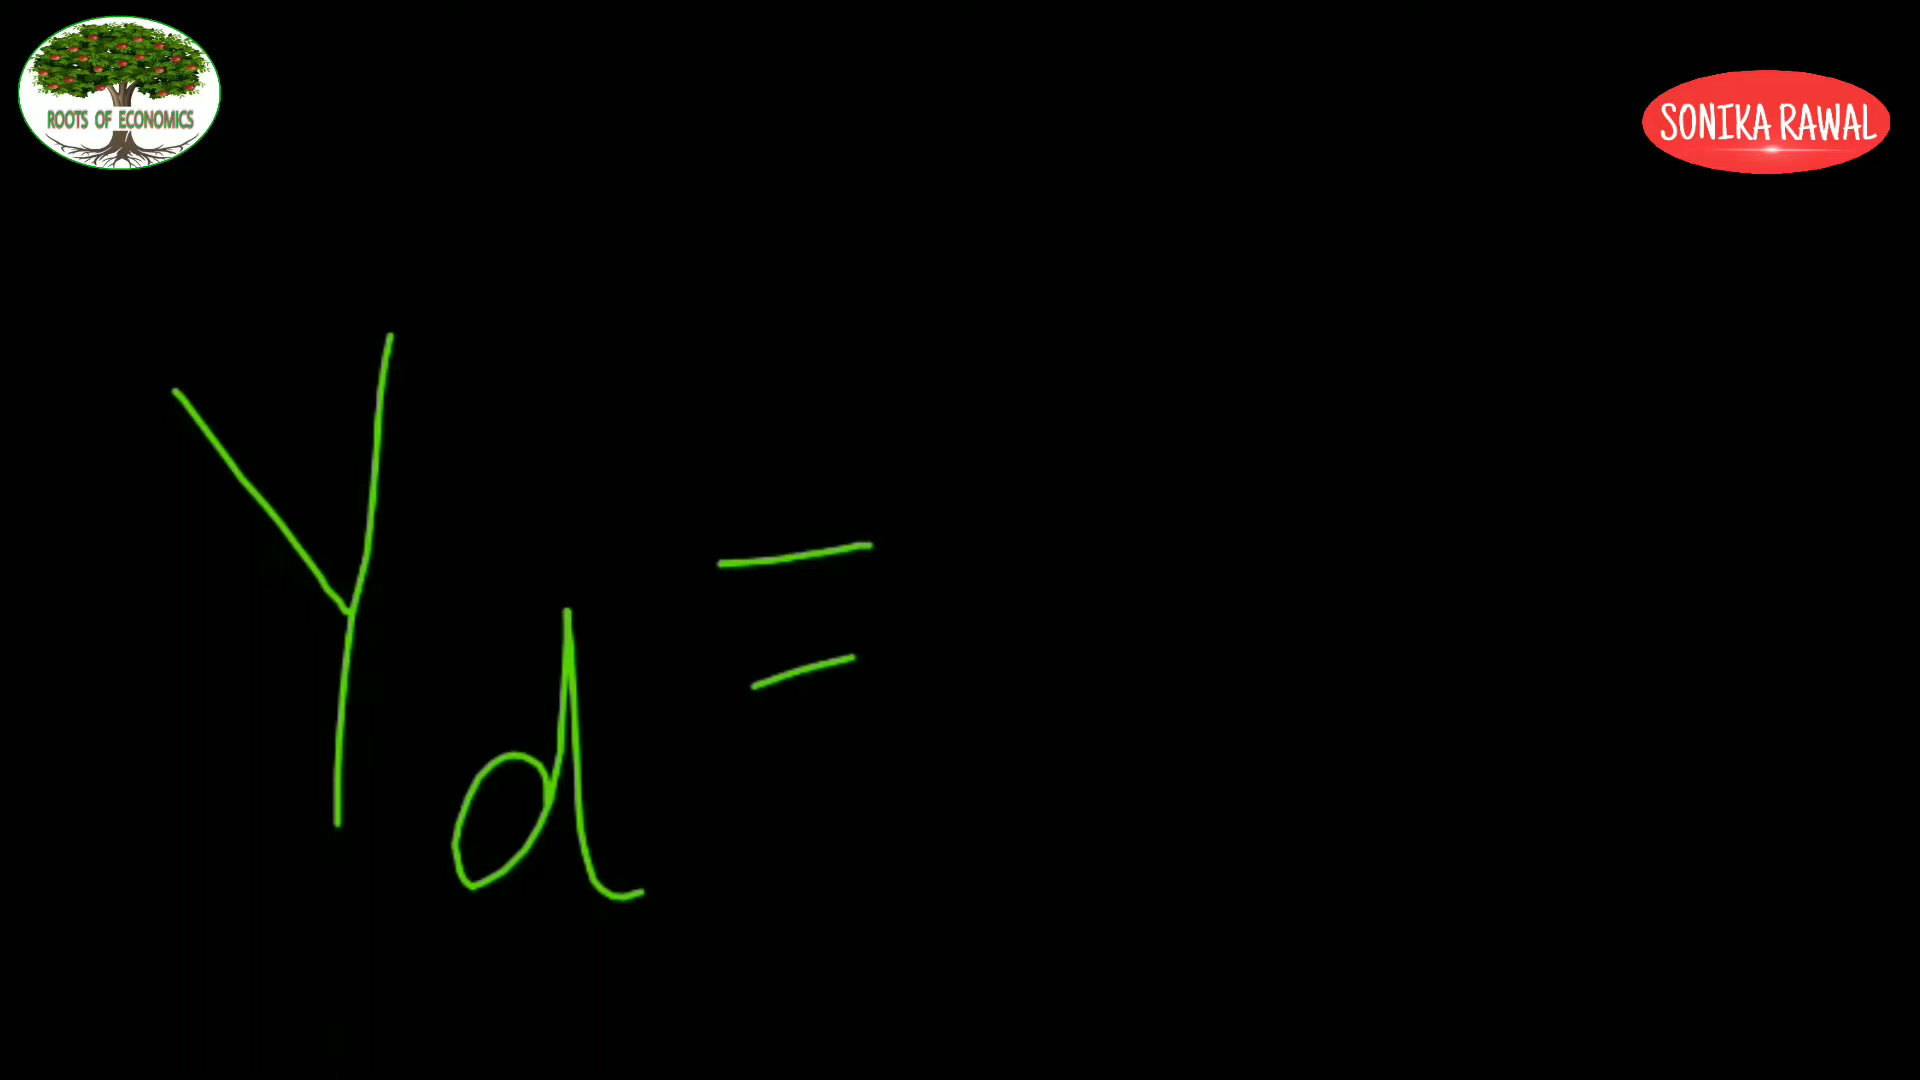 ROOTS OF ECONOMICS
SONIKA RAWAL
Yd =